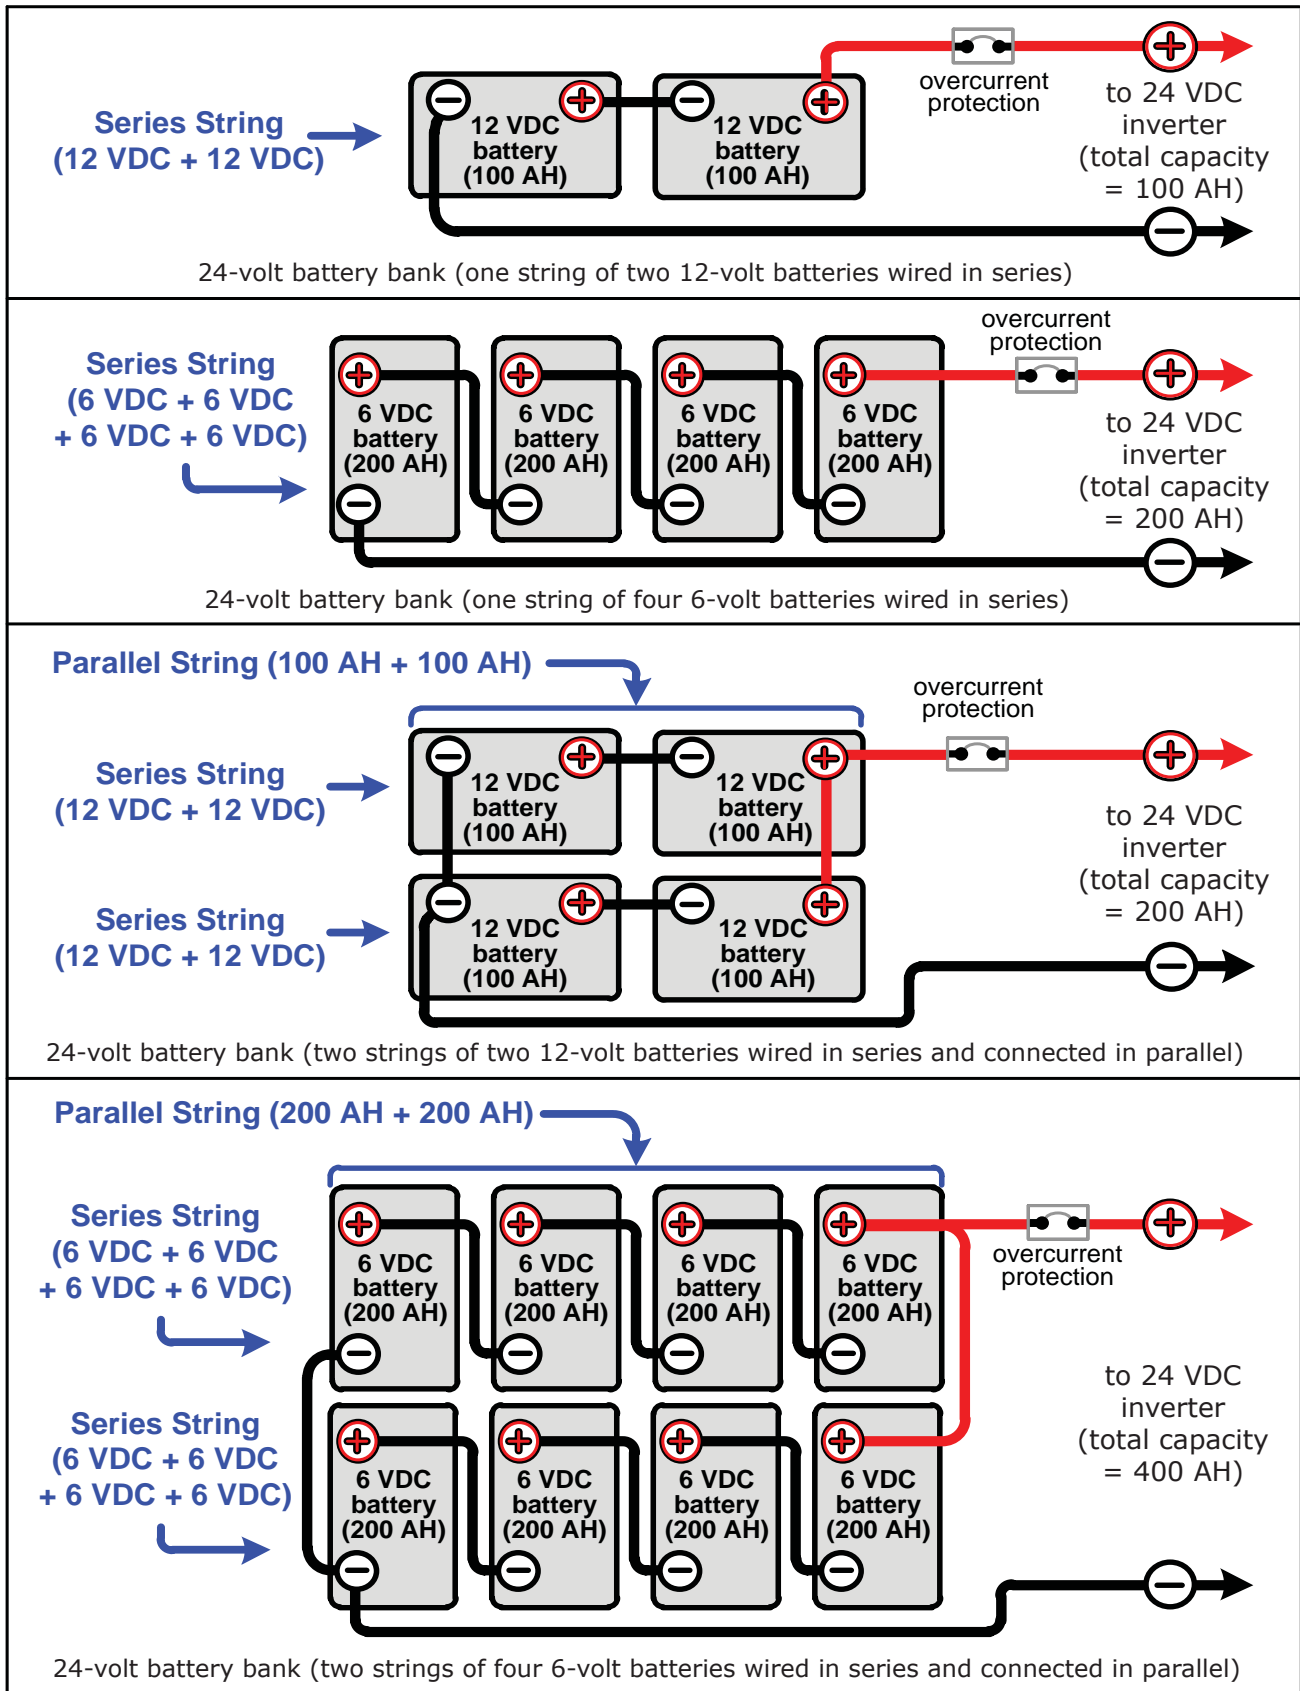 Series String
(12 VDC + 12 VDC)
12 VDC
battery
(100 AH)
12 VDC
battery
(100 AH)
overcurrent
protection
to 24 VDC
inverter
(total capacity
= 100 AH)
24-volt battery bank (one string of two 12-volt batteries wired in series)
Series String
(6 VDC + 6 VDC
+ 6 VDC + 6 VDC)
6 VDC
battery
(200 AH)
6 VDC
battery
(200 AH)
6 VDC
battery
(200 AH)
6 VDC
battery
(200 AH)
overcurrent
protection
to 24 VDC
inverter
(total capacity
= 200 AH)
24-volt battery bank (one string of four 6-volt batteries wired in series)
Parallel String (100 AH + 100 AH)
Series String
(12 VDC + 12 VDC)
12 VDC
battery
(100 AH)
12 VDC
battery
(100 AH)
overcurrent
protection
Series String
(12 VDC + 12 VDC)
12 VDC
battery
(100 AH)
12 VDC
battery
(100 AH)
to 24 VDC
inverter
(total capacity
= 200 AH)
24-volt battery bank (two strings of two 12-volt batteries wired in series and connected in parallel)
Parallel String (200 AH + 200 AH)
Series String
(6 VDC + 6 VDC
+ 6 VDC + 6 VDC)
6 VDC
battery
(200 AH)
6 VDC
battery
(200 AH)
6 VDC
battery
(200 AH)
6 VDC
battery
(200 AH)
overcurrent
protection
Series String
(6 VDC + 6 VDC
+ 6 VDC + 6 VDC)
6 VDC
battery
(200 AH)
6 VDC
battery
(200 AH)
6 VDC
battery
(200 AH)
6 VDC
battery
(200 AH)
to 24 VDC
inverter
(total capacity
= 400 AH)
24-volt battery bank (two strings of four 6-volt batteries wired in series and connected in parallel)